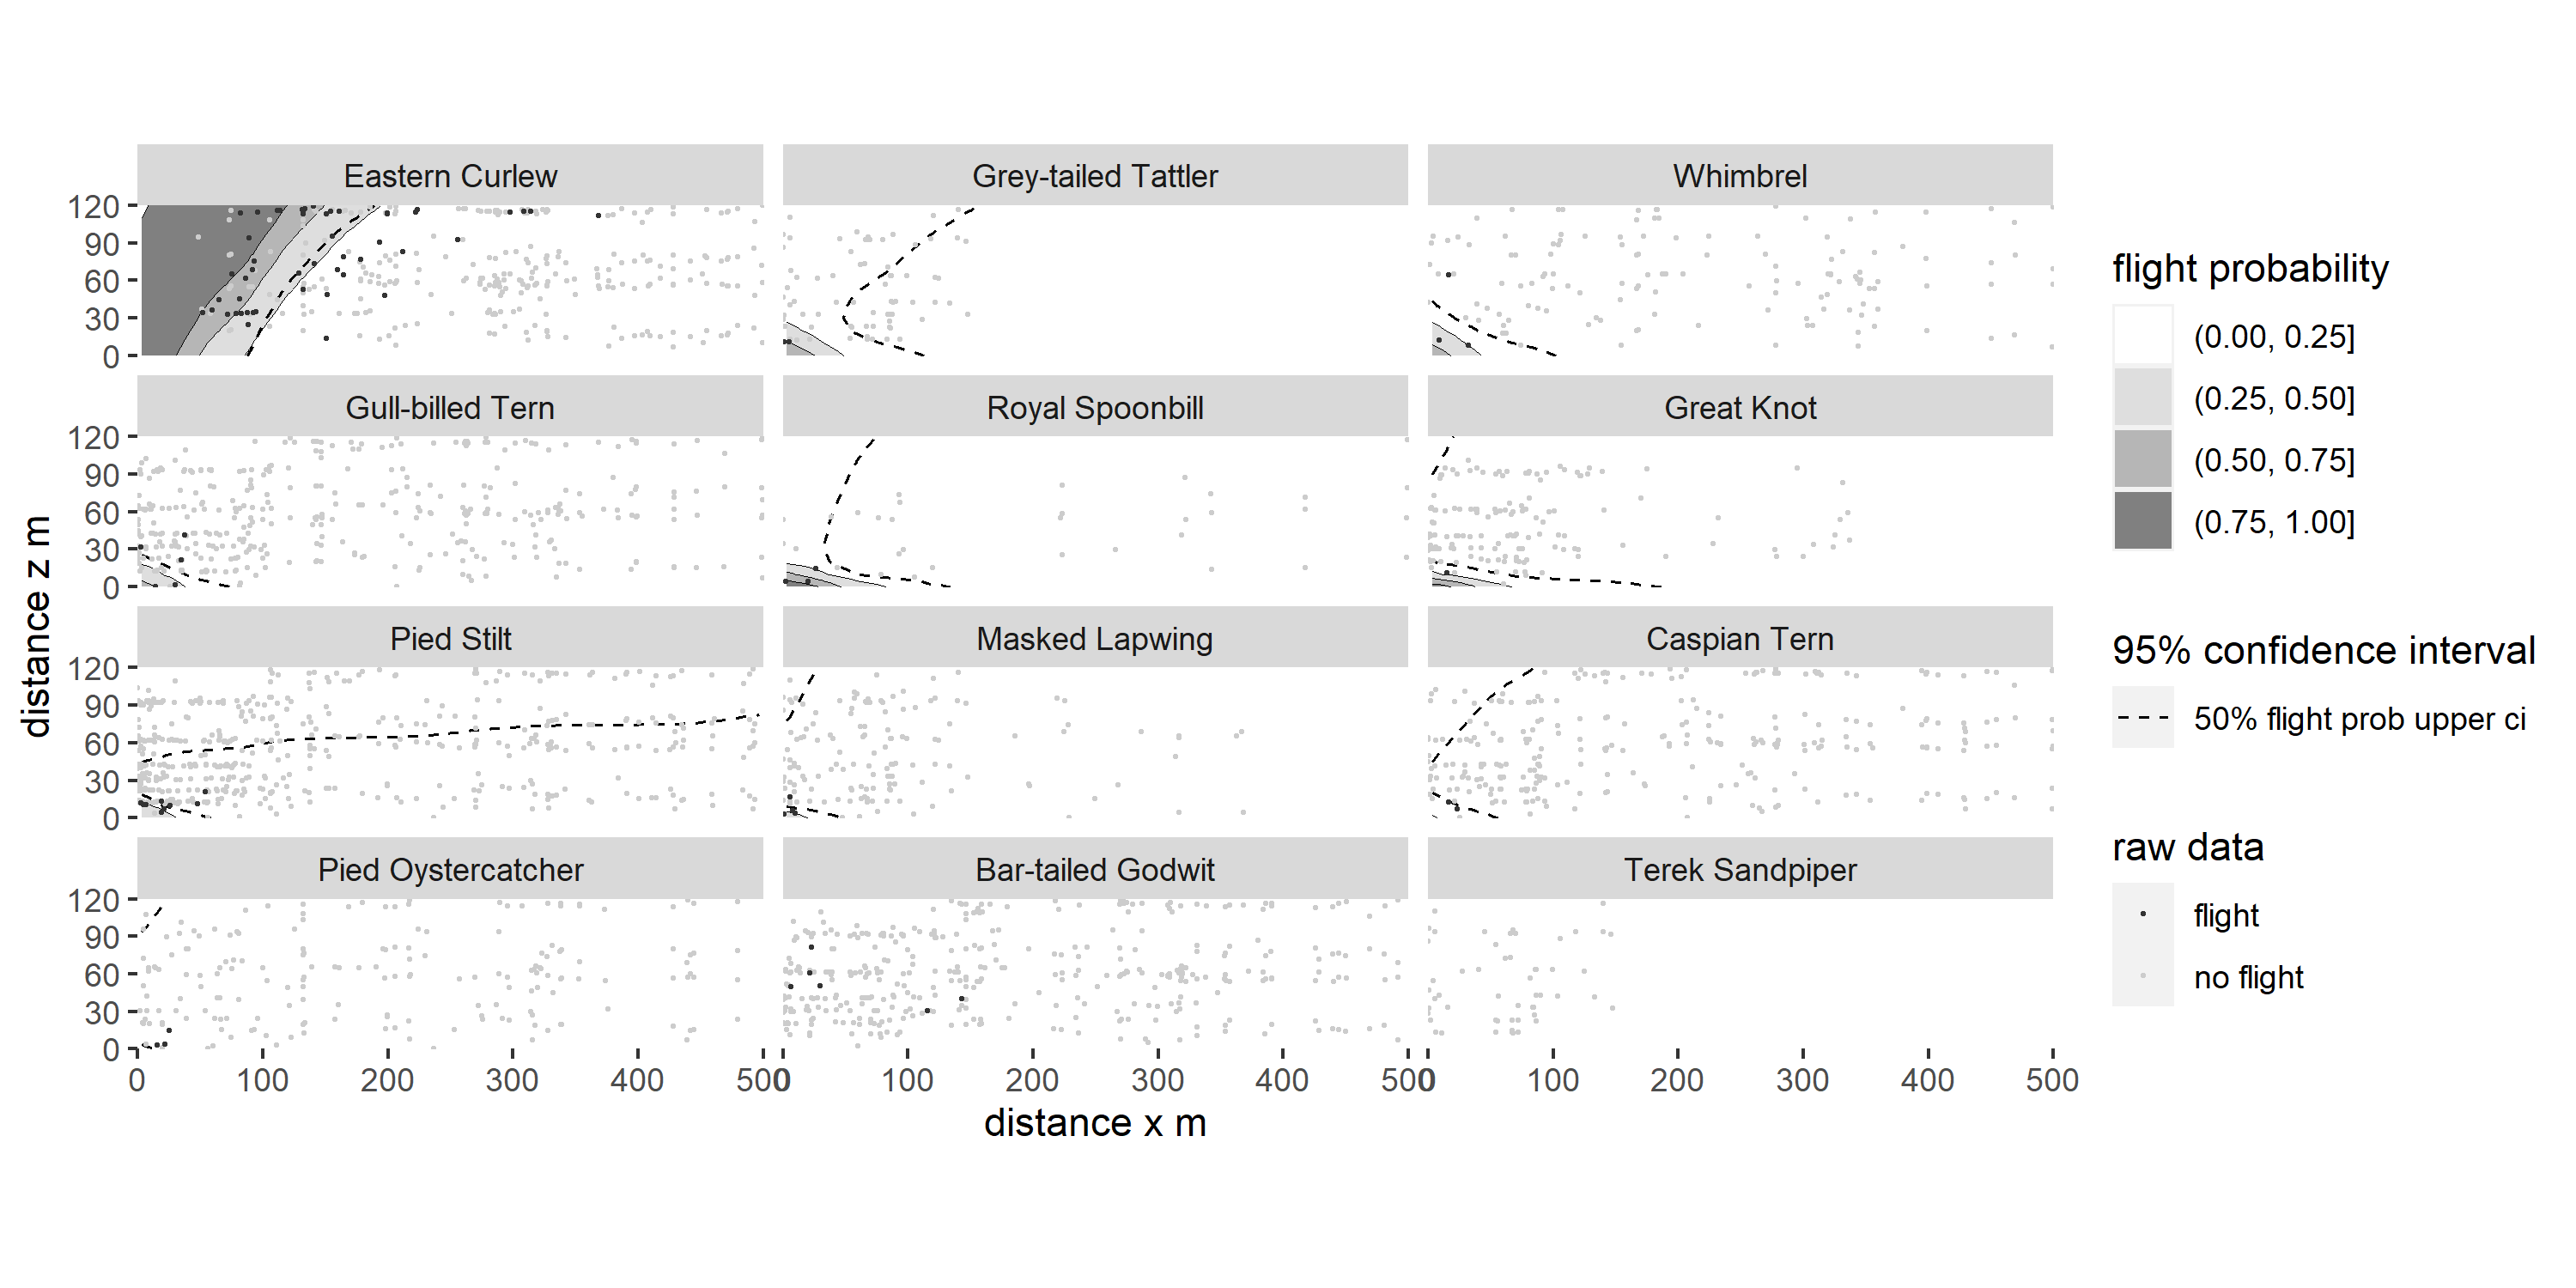 Eastern Curlew
Grey-tailed Tattler
Whimbrel
120
90
60
30
0
Gull-billed Tern
Royal Spoonbill
Great Knot
120
90
60
30
0
Pied Stilt
Masked Lapwing
Caspian Tern
120
90
60
30
0
Pied Oystercatcher
Bar-tailed Godwit
Terek Sandpiper
120
90
60
30
0
0 100 200 300 400 500
0 100 200 300 400 500
0 100 200 300 400 500
distance x m
distance z m
flight probability
(0.00, 0.25]
(0.25, 0.50]
(0.50, 0.75]
(0.75, 1.00]
95% confidence interval
50% flight prob upper ci
raw data
flight
no flight